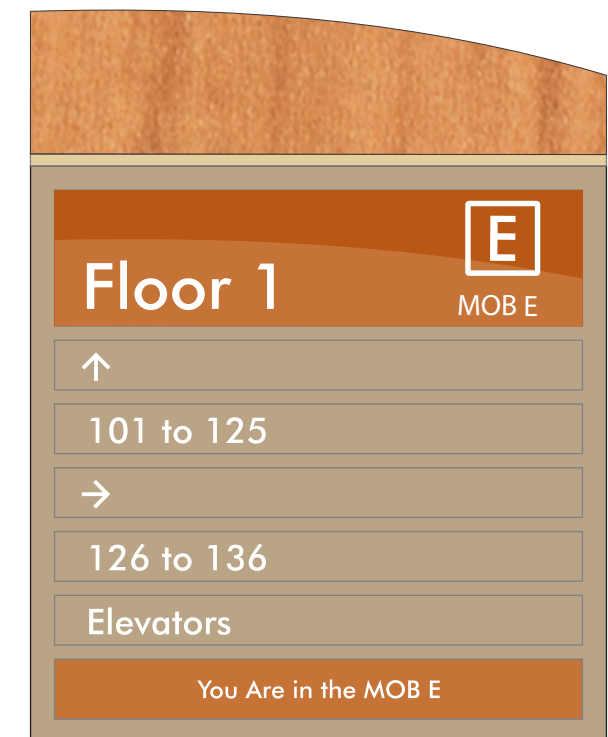 E
Floor 1
MOB E
↑
101 to 125
→
126 to 136
Elevators
You Are in the MOB E